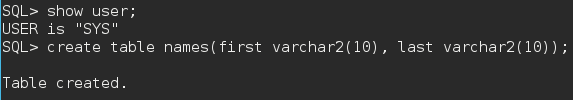 SQL> show user;
USER is "SYS"
SQL> create table names(first varchar2(10), last varchar2(10));
Table created.